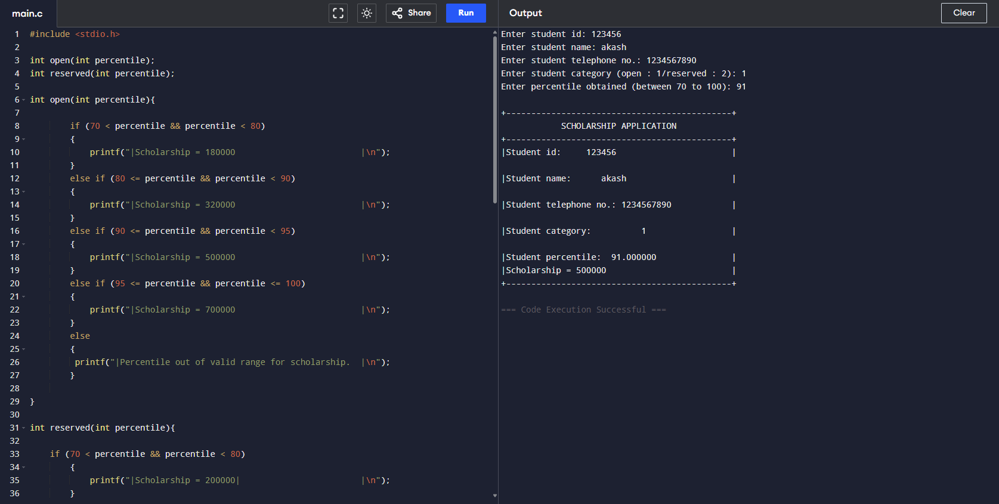 main.c
Share
Run
Output
Clear
1 #include <stdio.h>
2
3 int open(int percentile);
4 int reserved(int percentile);
5
6 int open(int percentile){
7
8 if (70 < percentile && percentile < 80)
9 {
10 printf("|Scholarship = 180000                         |\n");
11 }
12 else if (80 <= percentile && percentile < 90)
13 {
14 printf("|Scholarship = 320000                         |\n");
15 }
16 else if (90 <= percentile && percentile < 95)
17 {
18 printf("|Scholarship = 500000                         |\n");
19 }
20 else if (95 <= percentile && percentile <= 100)
21 {
22 printf("|Scholarship = 700000                         |\n");
23 }
24 else
25 {
26 printf("|Percentile out of valid range for scholarship.  |\n");
27 }
28
29 }
30
31 int reserved(int percentile){
32
33 if (70 < percentile && percentile < 80)
34 {
35 printf("|Scholarship = 200000|                        |\n");
36 }
Enter student id: 123456
Enter student name: akash
Enter student telephone no.: 1234567890
Enter student category (open : 1/reserved : 2): 1
Enter percentile obtained (between 70 to 100): 91
+---------------------------------------------+
SCHOLARSHIP APPLICATION
+---------------------------------------------+
|Student id:     123456                       |
|Student name:      akash                     |
|Student telephone no.: 1234567890            |
|Student category:          1                 |
|Student percentile:  91.000000               |
|Scholarship = 500000                         |
+---------------------------------------------+
=== Code Execution Successful ===